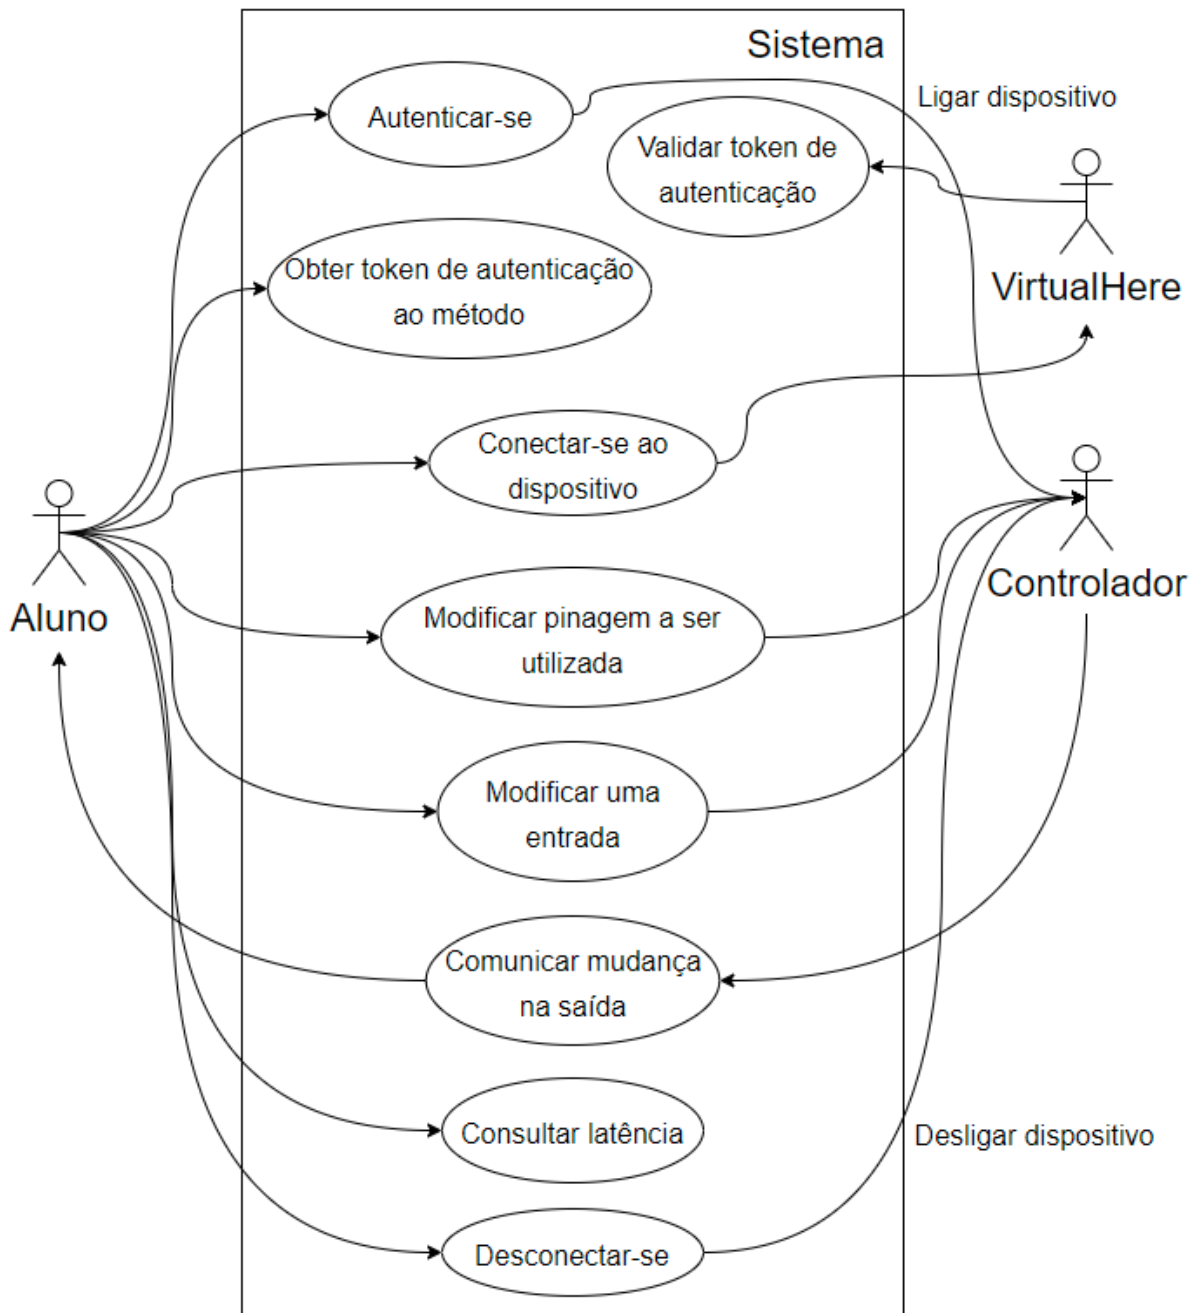 Sistema
Ligar dispositivo
Autenticar-se
Validar token de
autenticação
VirtualHere
Obter token de autenticação
ao método
Conectar-se ao
dispositivo
Controlador
Aluno
Modificar pinagem a ser
utilizada
Modificar uma
entrada
Comunicar mudança
na saída
Consultar latência
Desligar dispositivo
Desconectar-se